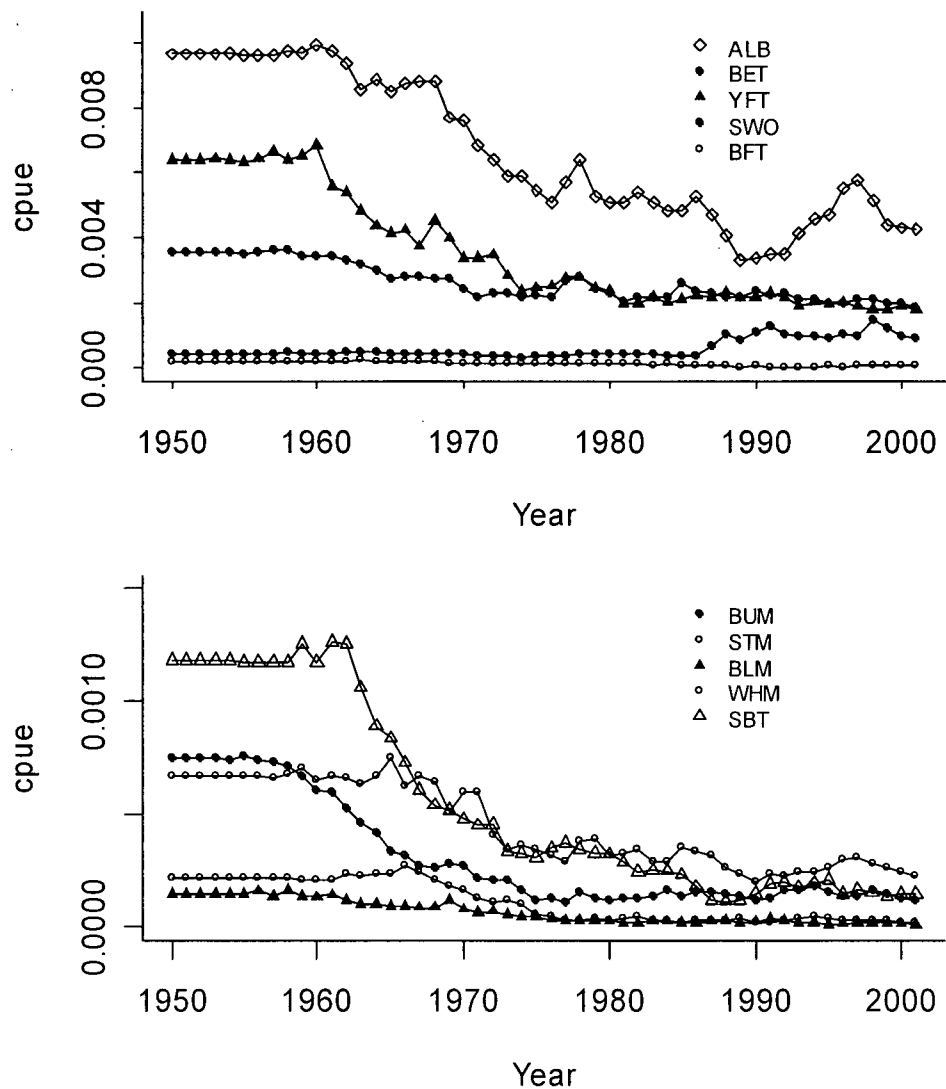 cpue
0.008
0.004
0.000
ALB
BET
YFT
SWO
BFT
1950 1960 1970 1980 1990 2000
Year
cpue
0.0010
0.0000
BUM
STM
BLM
WHM
SBT
1950 1960 1970 1980 1990 2000
Year